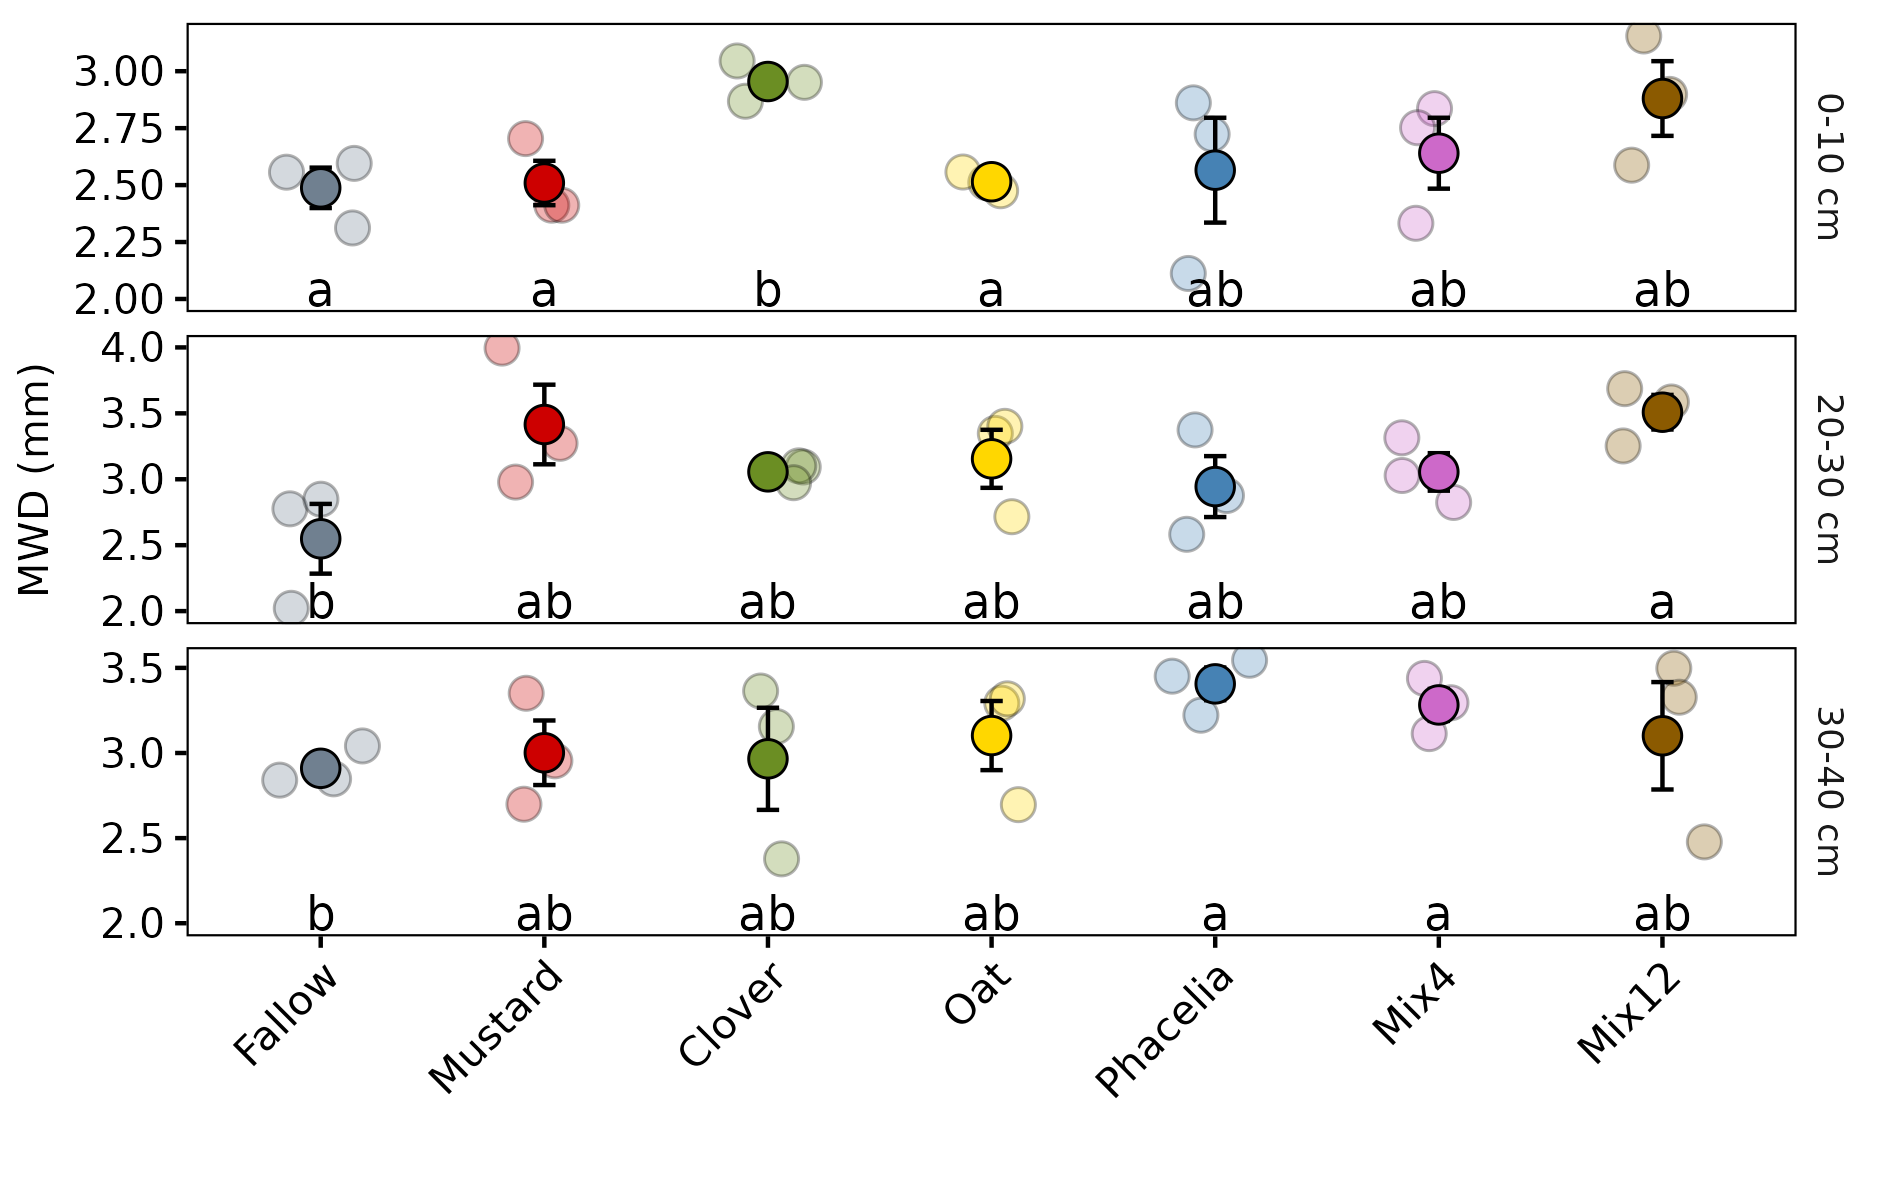 MWD (mm)
3.00
2.75
2.50
2.25
2.00
a a b a ab ab ab
0-10 cm
4.0
3.5
3.0
2.5
2.0
b ab ab ab ab ab a
20-30 cm
3.5
3.0
2.5
2.0
b ab ab ab a a ab
30-40 cm
Fallow Mustard Clover Oat Phacelia Mix4 Mix12